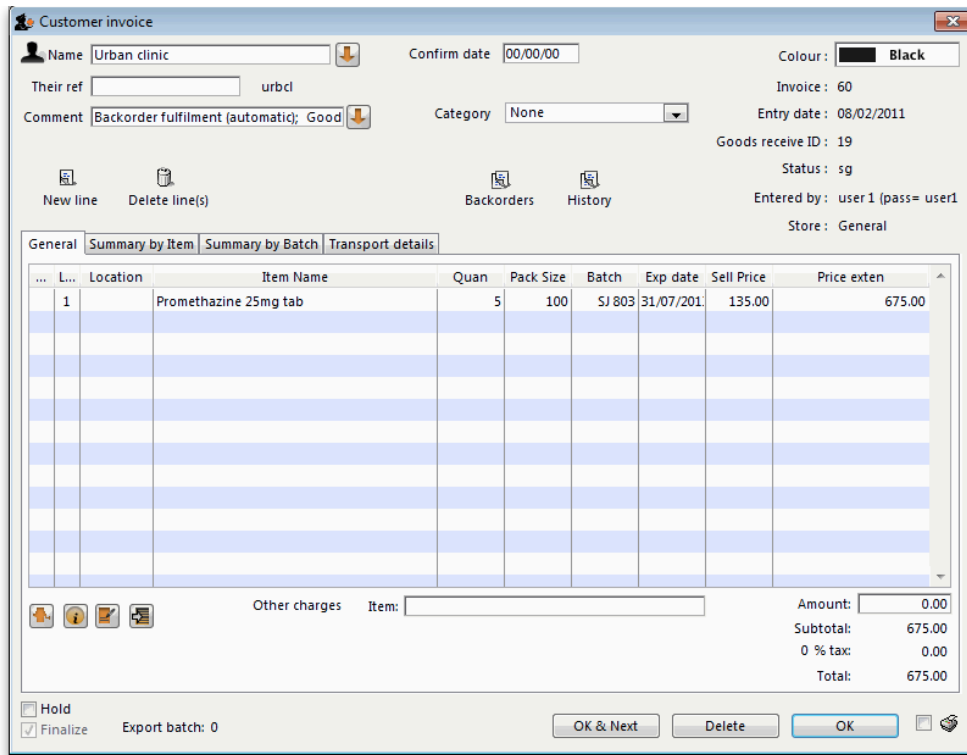 Customer invoice
Name Urban clinic Confirm date 00/00/00 Colour: Black
Their ref urbcl Invoice: 60
Comment Backorder fulfilment (automatic); Good Category None Entry date: 08/02/2011
Goods receive ID: 19
Status: sg
New line Delete line(s) Backorders History Entered by: user 1 (pass= user1
Store: General
General Summary by Item Summary by Batch Transport details
... L... Location Item Name Quan Pack Size Batch Exp date Sell Price Price exten
1 Promethazine 25mg tab 5 100 SJ 803 31/07/201 135.00 675.00
Other charges Item: Amount: 0.00
Subtotal: 675.00
0 % tax: 0.00
Total: 675.00
Hold
Finalize Export batch: 0 OK & Next Delete OK